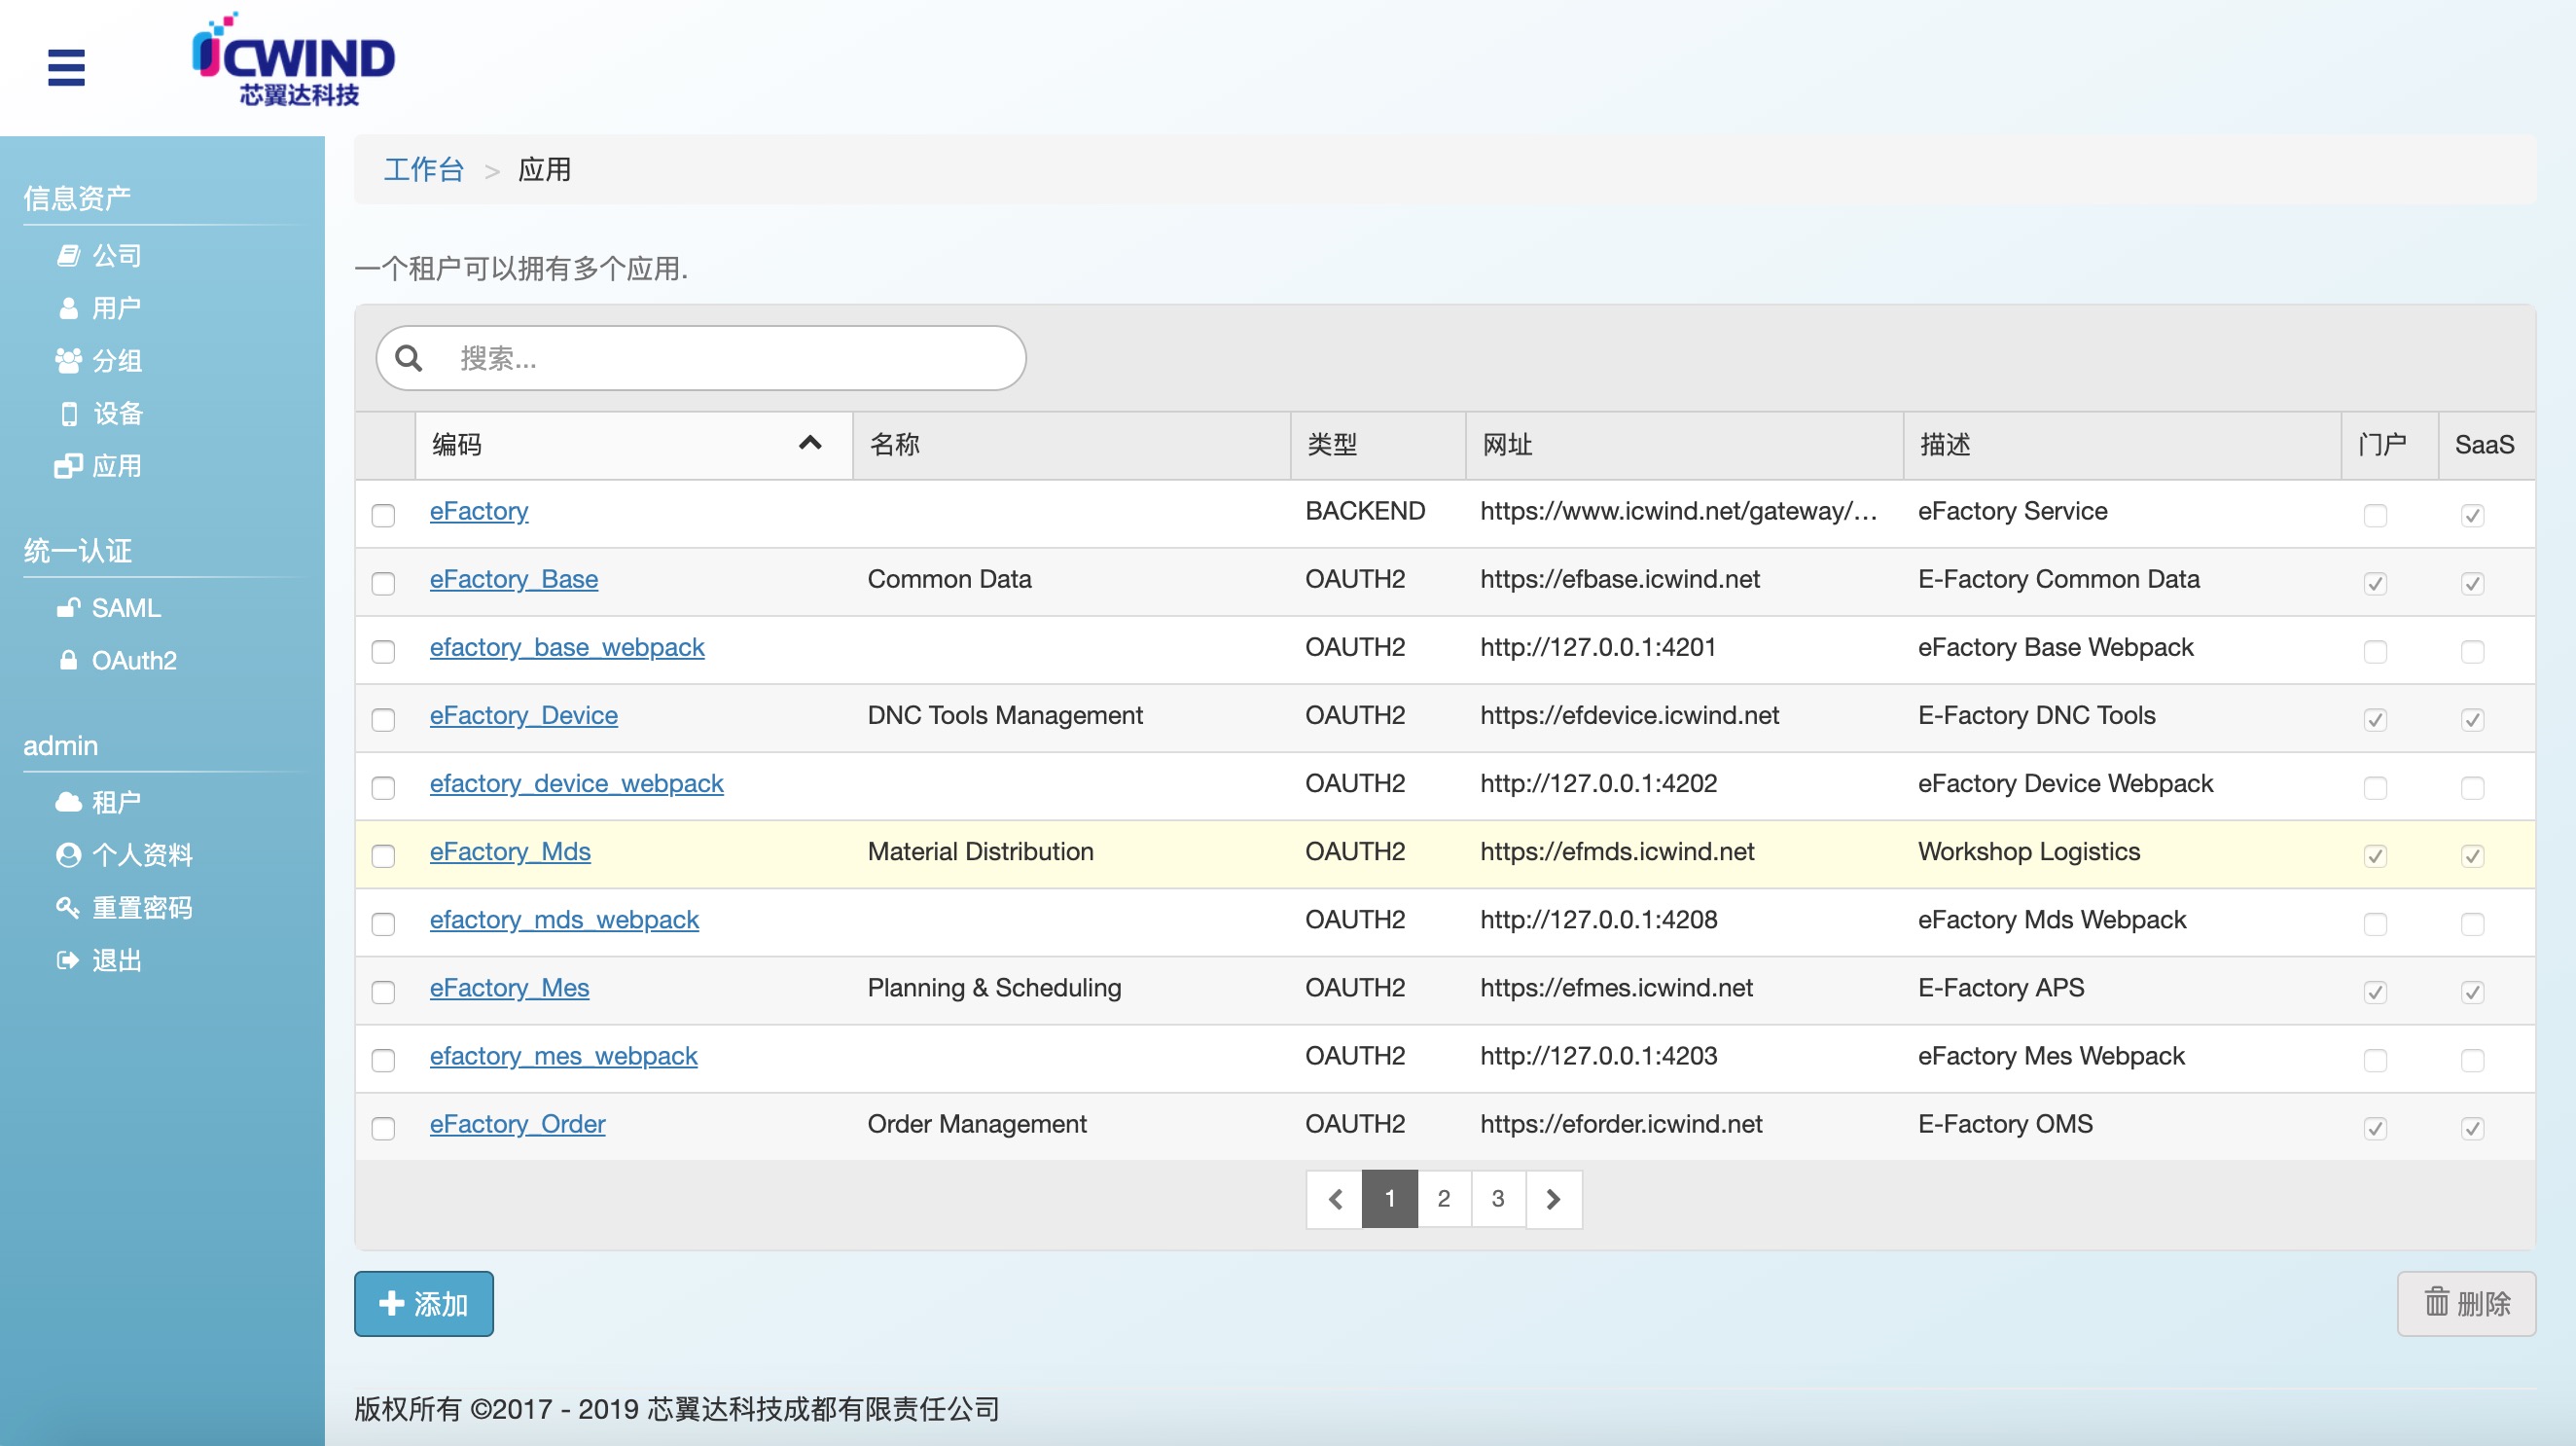 iCWIND
芯翼达科技
信息资产
公司
用户
分组
设备
应用
统一认证
SAML
OAuth2
admin
租户
个人资料
重置密码
退出
工作台 > 应用
一个租户可以拥有多个应用.
搜索...
编码 名称 类型 网址 描述 门户 SaaS
eFactory BACKEND https://www.icwind.net/gateway/... eFactory Service
eFactory_Base Common Data OAUTH2 https://efbase.icwind.net E-Factory Common Data
efactory_base_webpack OAUTH2 http://127.0.0.1:4201 eFactory Base Webpack
eFactory_Device DNC Tools Management OAUTH2 https://efdevice.icwind.net E-Factory DNC Tools
efactory_device_webpack OAUTH2 http://127.0.0.1:4202 eFactory Device Webpack
eFactory_Mds Material Distribution OAUTH2 https://efmds.icwind.net Workshop Logistics
efactory_mds_webpack OAUTH2 http://127.0.0.1:4208 eFactory Mds Webpack
eFactory_Mes Planning & Scheduling OAUTH2 https://efmes.icwind.net E-Factory APS
efactory_mes_webpack OAUTH2 http://127.0.0.1:4203 eFactory Mes Webpack
eFactory_Order Order Management OAUTH2 https://eforder.icwind.net E-Factory OMS
1 2 3
添加
删除
版权所有 ©2017 - 2019 芯翼达科技成都有限责任公司